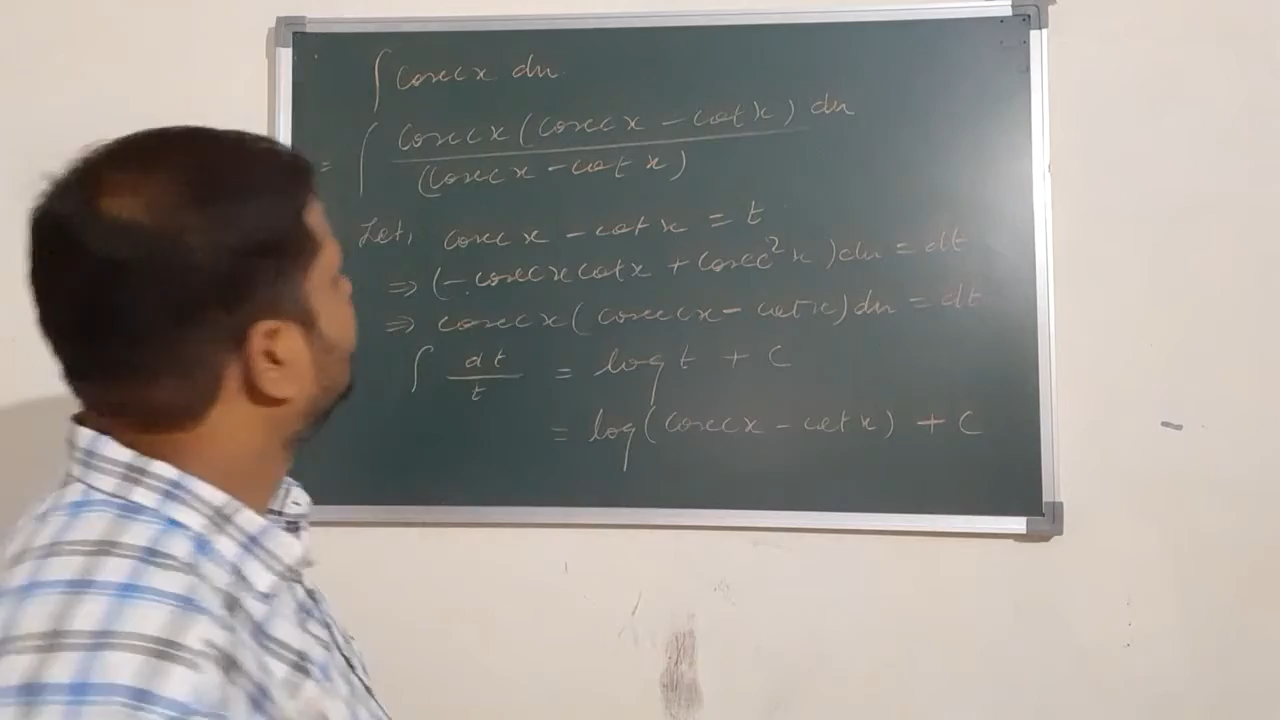 ∫ cosec x dx
= ∫ cosec x (cosec x - cot x) dx / (cosec x - cot x)
Let, cosec x - cot x = t
⇒ (-cosec x cot x + cosec² x) dx = dt
⇒ cosec x (cosec x - cot x) dx = dt
∫ dt/t = log t + C
= log (cosec x - cot x) + C